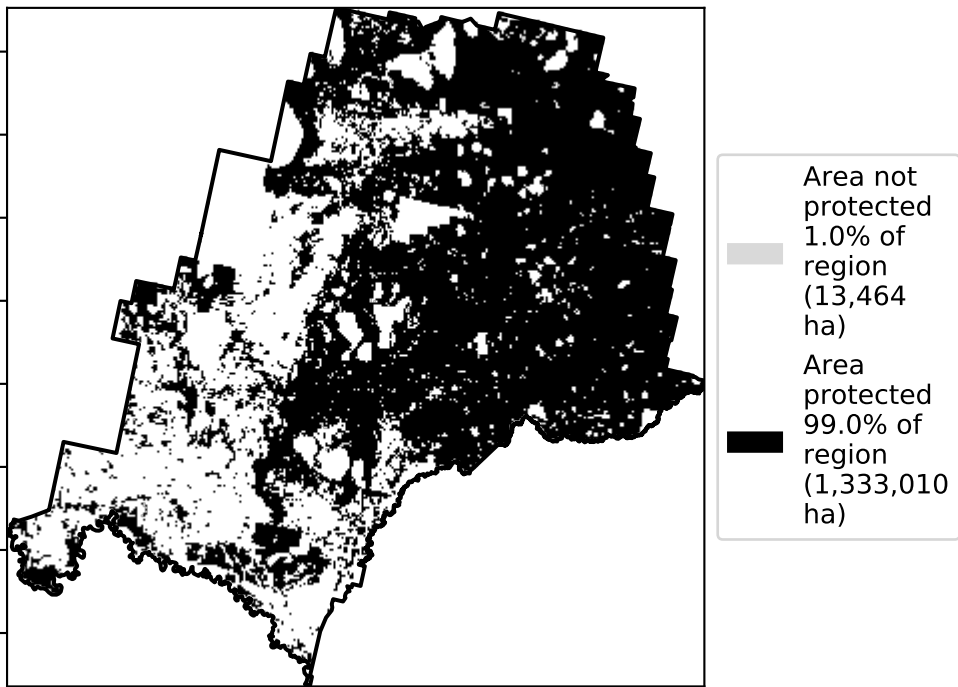 Area not
protected
1.0% of
region
(13,464
ha)
Area
protected
99.0% of
region
(1,333,010
ha)